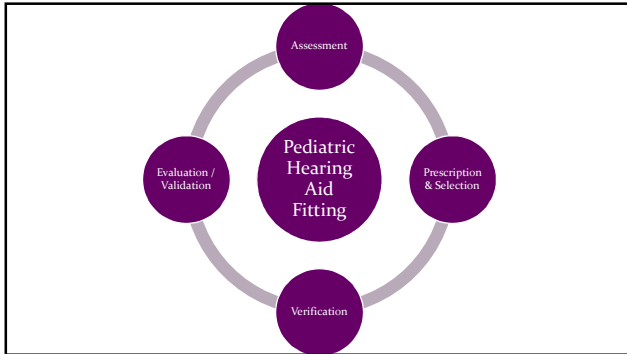 Assessment
Pediatric
Hearing
Aid
Fitting
Evaluation /
Validation
Prescription
& Selection
Verification